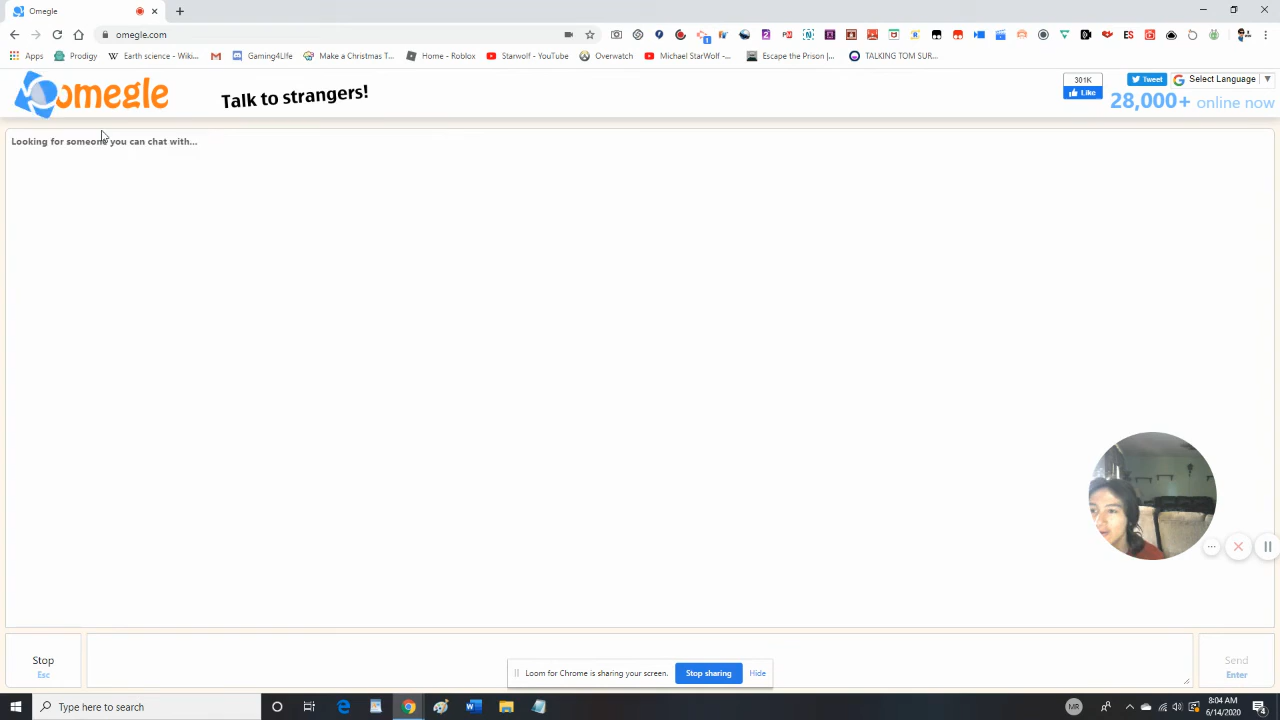 Omegle
omegle.com
Apps
Prodigy
Earth science - Wiki...
Gaming4Life
Make a Christmas T...
Home - Roblox
Starwolf - YouTube
Overwatch
Michael StarWolf -...
Escape the Prison |...
TALKING TOM SUR...
omegle
Talk to strangers!
301K
Like
Tweet
Select Language
28,000+ online now
Looking for someone you can chat with...
Stop
Esc
Loom for Chrome is sharing your screen.
Stop sharing
Hide
Send
Enter
Type here to search
MR
8:04 AM
6/14/2020